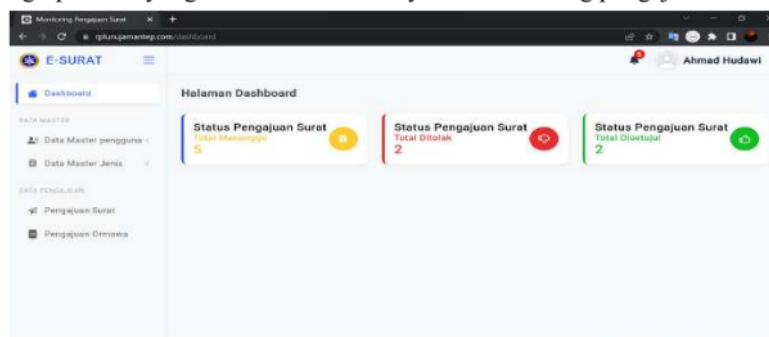 Monitoring Pengajuan Surat
rplunujamantep.com/dashboard
E-SURAT
Ahmad Hudawi
Dashboard
Halaman Dashboard
DATA MASTER
Data Master pengguna
Data Master Jenis
DATA PENGAJUAN
Pengajuan Surat
Pengajuan Ormawa
Status Pengajuan Surat
Total Menunggu
5
Status Pengajuan Surat
Total Ditolak
2
Status Pengajuan Surat
Total Disetujui
2